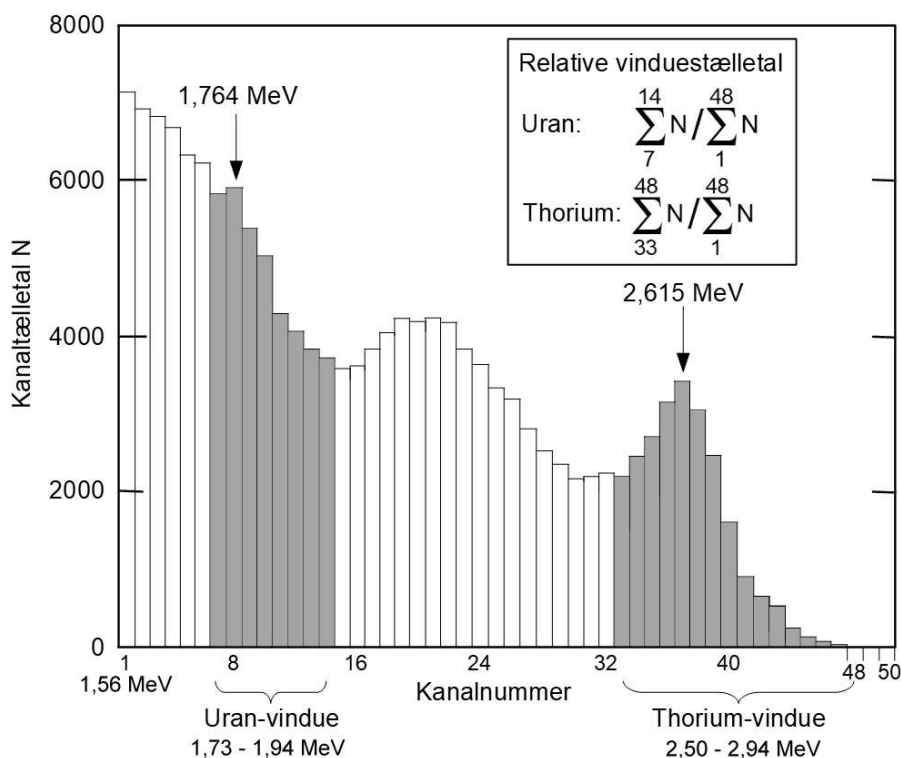 8000
6000
4000
2000
0
Kanaltælletal N
1,764 MeV
Relative vinduestælletal
14 48
Uran: ∑ N / ∑ N
7 1
48 48
Thorium: ∑ N / ∑ N
33 1
2,615 MeV
1 8 16 24 32 40 48 50
1,56 MeV
Kanalnummer
Uran-vindue
1,73 - 1,94 MeV
Thorium-vindue
2,50 - 2,94 MeV